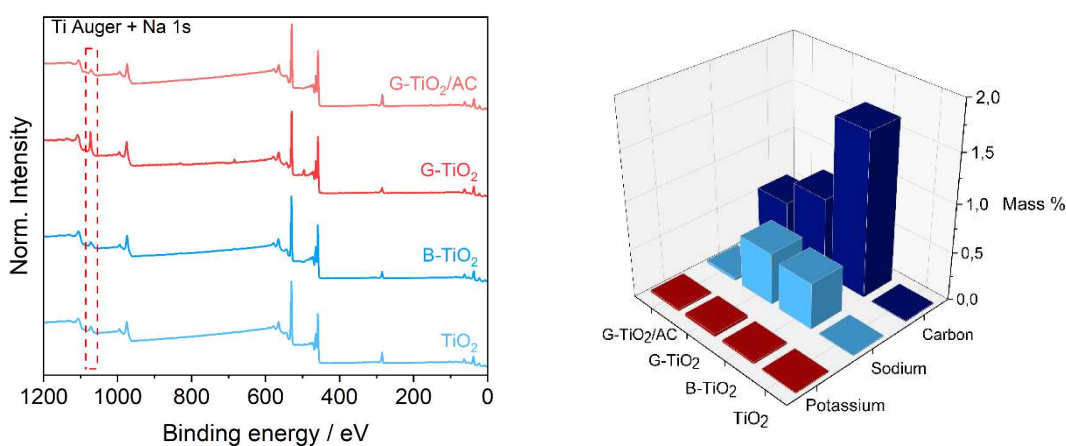 Ti Auger + Na 1s
G-TiO₂/AC
G-TiO₂
B-TiO₂
TiO₂
Norm. Intensity
1200 1000 800 600 400 200 0
Binding energy / eV
2,0
1,5
1,0
0,5
0,0
Mass %
G-TiO₂/AC
G-TiO₂
B-TiO₂
TiO₂
Carbon
Sodium
Potassium